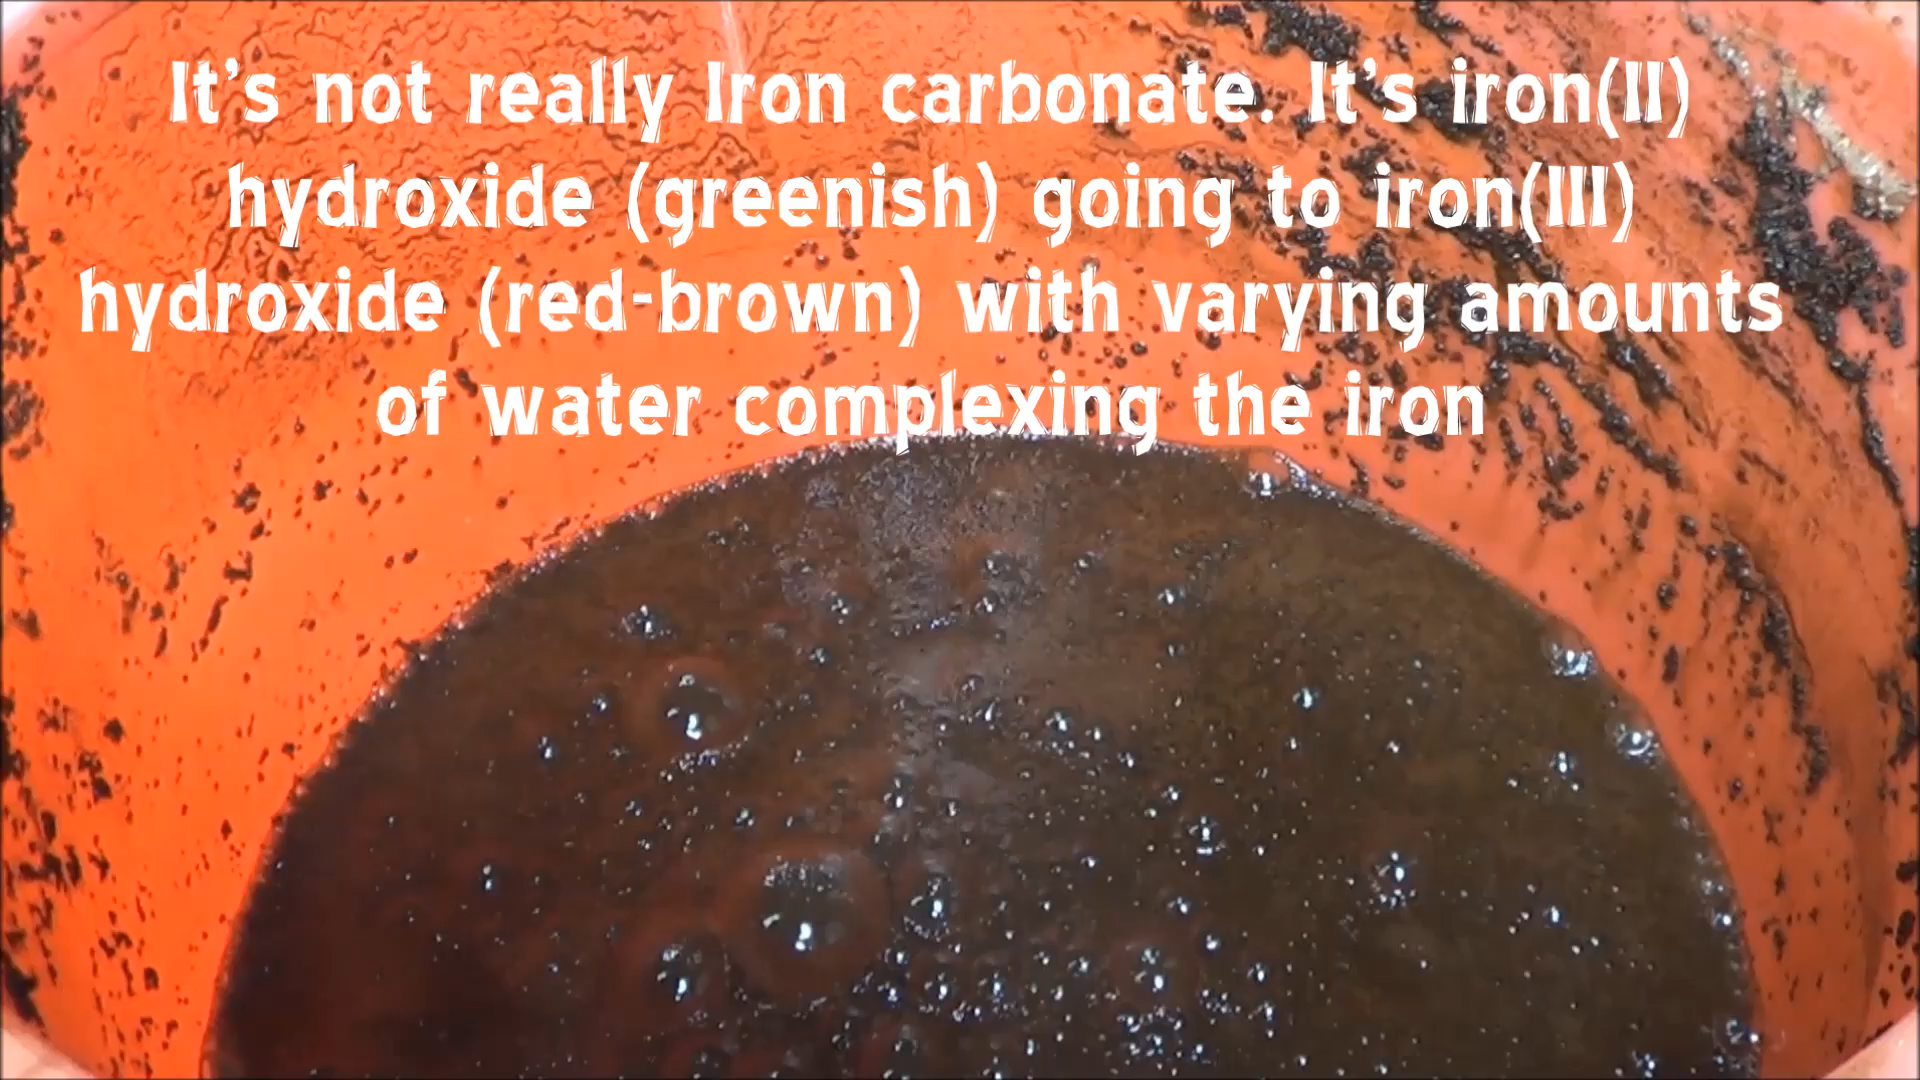 It's not really Iron carbonate. It's iron(II)
hydroxide (greenish) going to iron(III)
hydroxide (red-brown) with varying amounts
of water complexing the iron